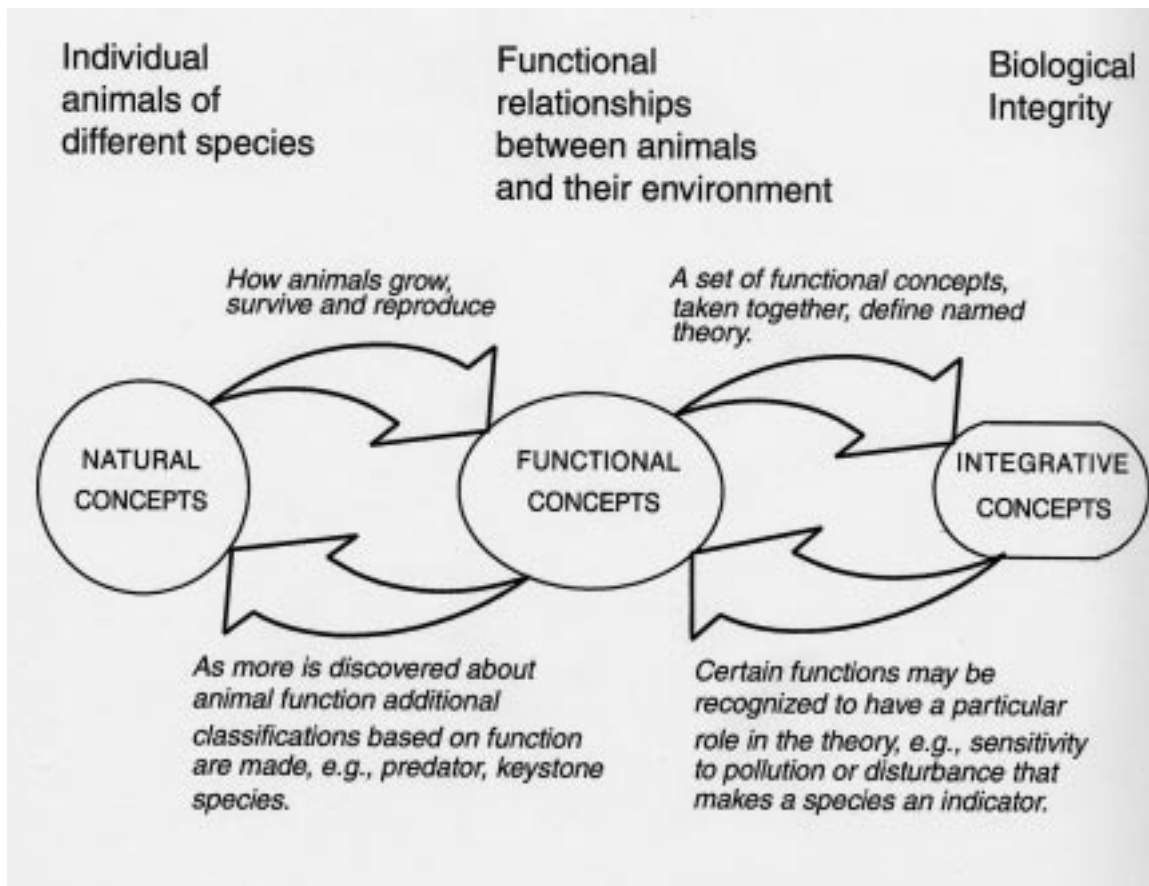 Individual
animals of
different species
Functional
relationships
between animals
and their environment
Biological
Integrity
How animals grow,
survive and reproduce
A set of functional concepts,
taken together, define named
theory.
NATURAL
CONCEPTS
FUNCTIONAL
CONCEPTS
INTEGRATIVE
CONCEPTS
As more is discovered about
animal function additional
classifications based on function
are made, e.g., predator, keystone
species.
Certain functions may be
recognized to have a particular
role in the theory, e.g., sensitivity
to pollution or disturbance that
makes a species an indicator.